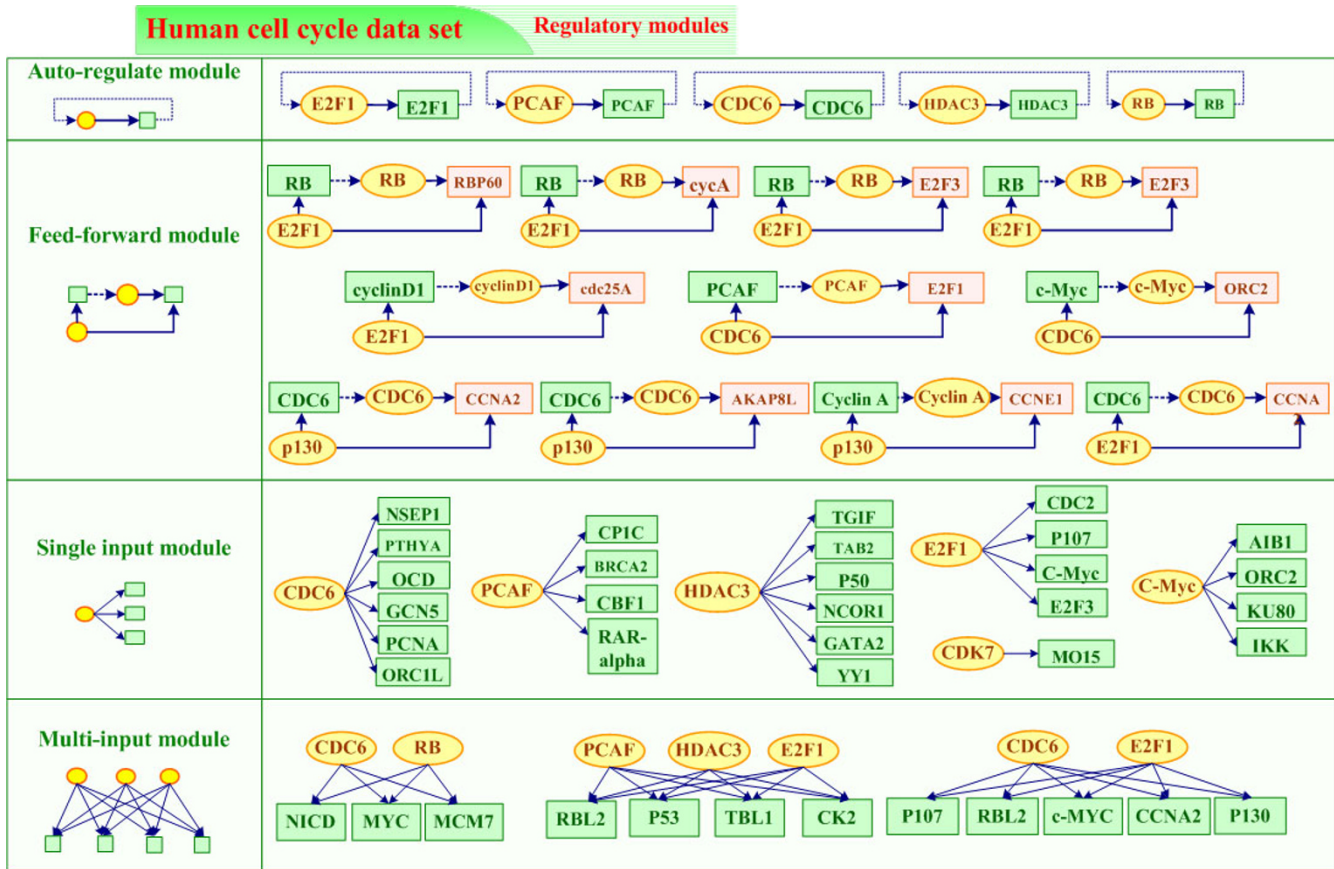 Human cell cycle data set
Regulatory modules
Auto-regulate module
E2F1 E2F1 PCAF PCAF CDC6 CDC6 HDAC3 HDAC3 RB RB
Feed-forward module
RB RB RBP60 RB RB cycA RB RB E2F3 RB RB E2F3
E2F1 E2F1 E2F1 E2F1
cyclinD1 cyclinD1 cdc25A PCAF PCAF E2F1 c-Myc c-Myc ORC2
E2F1 CDC6 CDC6
CDC6 CDC6 CCNA2 CDC6 CDC6 AKAP8L Cyclin A Cyclin A CCNE1 CDC6 CDC6 CCNA
2
p130 p130 p130 E2F1
Single input module
CDC6
NSEP1
PTHYA
OCD
GCN5
PCNA
ORC1L
PCAF
CP1C
BRCA2
CBF1
RAR-
alpha
HDAC3
TGIF
TAB2
P50
NCOR1
GATA2
YY1
E2F1
CDC2
P107
C-Myc
E2F3
CDK7
MO15
C-Myc
AIB1
ORC2
KU80
IKK
Multi-input module
CDC6 RB
NICD MYC MCM7
PCAF HDAC3 E2F1
RBL2 P53 TBL1 CK2
CDC6 E2F1
P107 RBL2 c-MYC CCNA2 P130